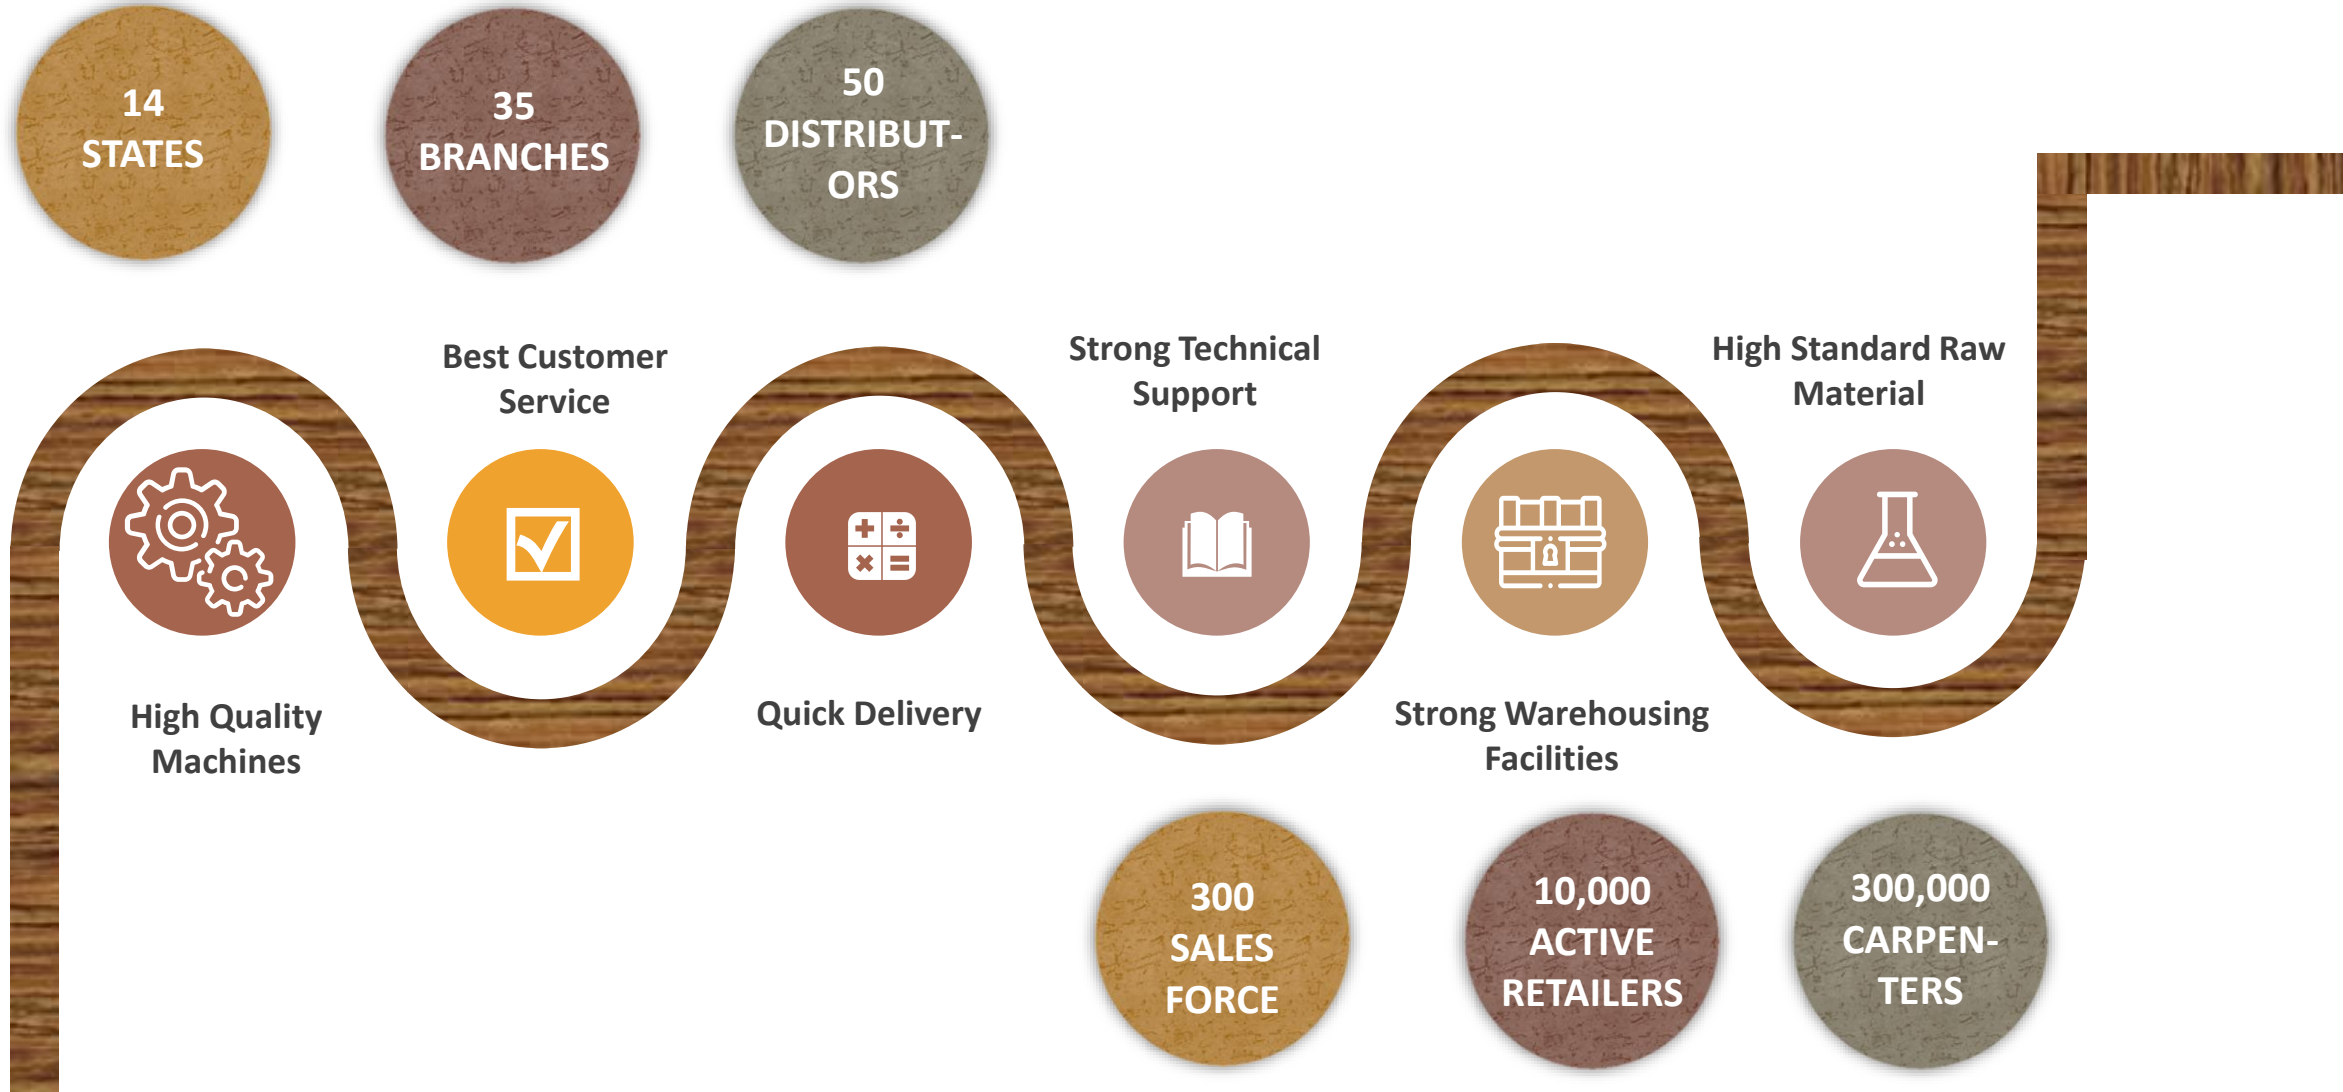 14
STATES
35
BRANCHES
50
DISTRIBUT-
ORS
Best Customer
Service
Strong Technical
Support
High Standard Raw
Material
High Quality
Machines
Quick Delivery
Strong Warehousing
Facilities
300
SALES
FORCE
10,000
ACTIVE
RETAILERS
300,000
CARPEN-
TERS